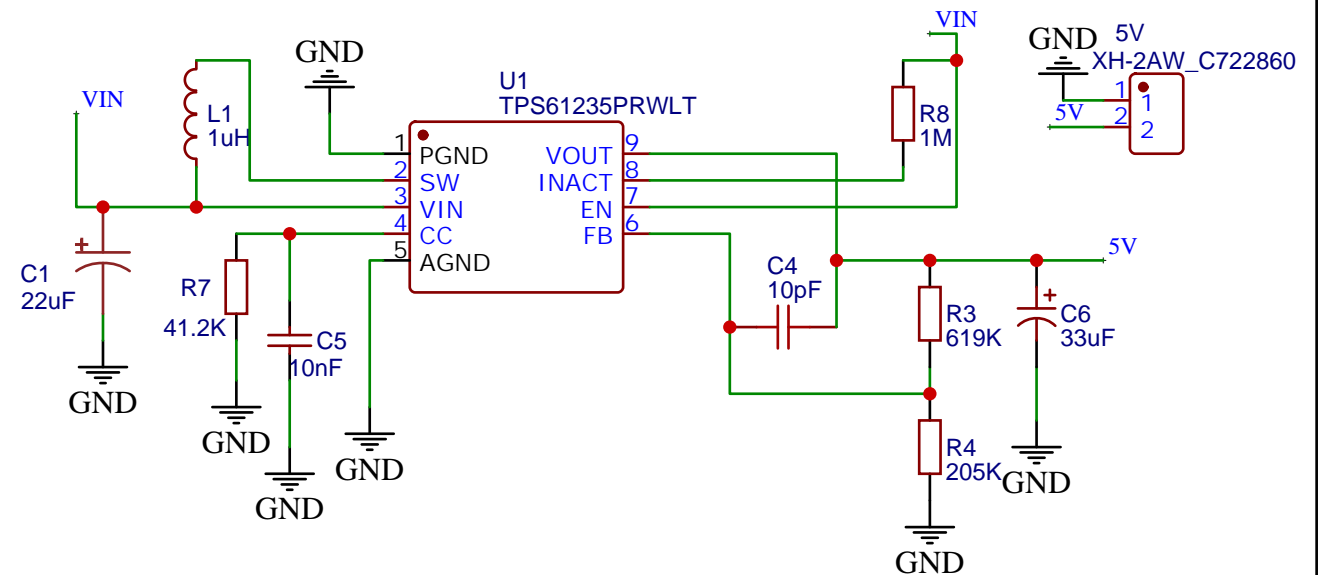 VIN
L1
1uH
GND
U1
TPS61235PRWLT
1
PGND
2
SW
3
VIN
4
CC
5
AGND
VOUT
9
INACT
8
EN
7
FB
6
VIN
R8
1M
GND
5V
XH-2AW_C722860
1
1
5V
2
2
C1
22uF
GND
R7
41.2K
GND
C5
10nF
GND
GND
C4
10pF
5V
R3
619K
C6
33uF
R4
205K
GND
GND